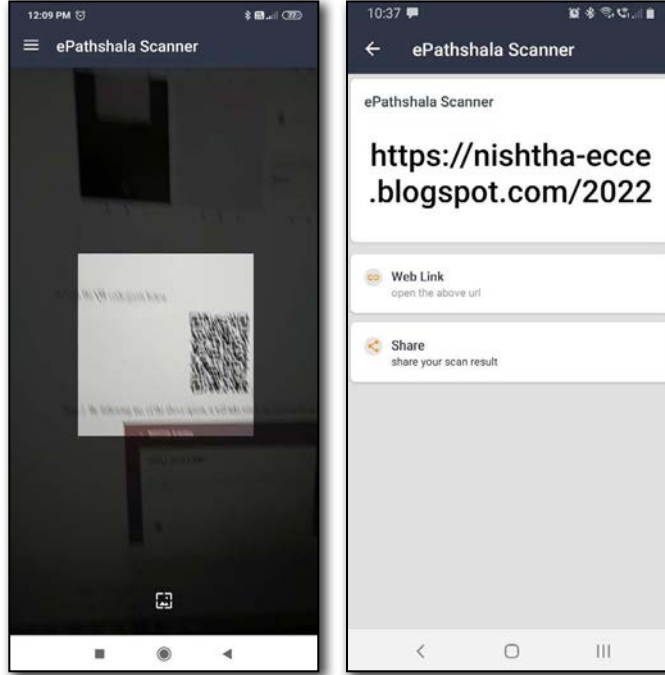 12:09 PM
77
ePathshala Scanner
10:37
ePathshala Scanner
ePathshala Scanner
https://nishtha-ecce
.blogspot.com/2022
Web Link
open the above url
Share
share your scan result